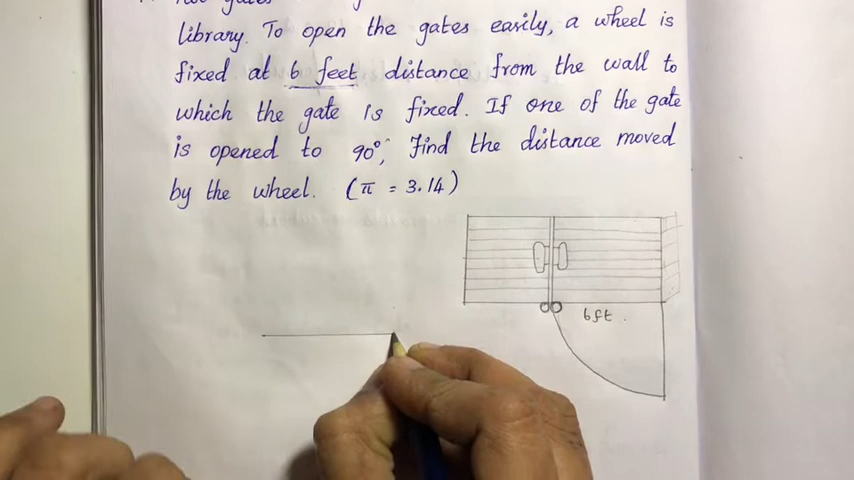 library. To open the gates easily, a wheel is
fixed at 6 feet distance from the wall to
which the gate is fixed. If one of the gate
is opened to 90°, Find the distance moved
by the wheel. (π = 3.14)
6ft.